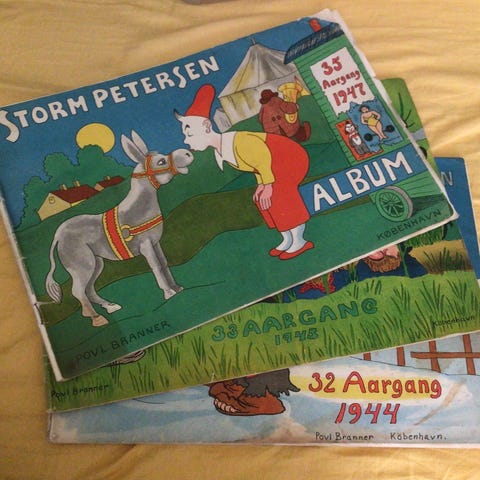 STORM PETERSEN
35
Aargang
1947
ALBUM
KØBENHAVN
POVL BRANNER
33 AARGANG
1945
Povl Branner
København
32 Aargang
1944
Povl Branner København.